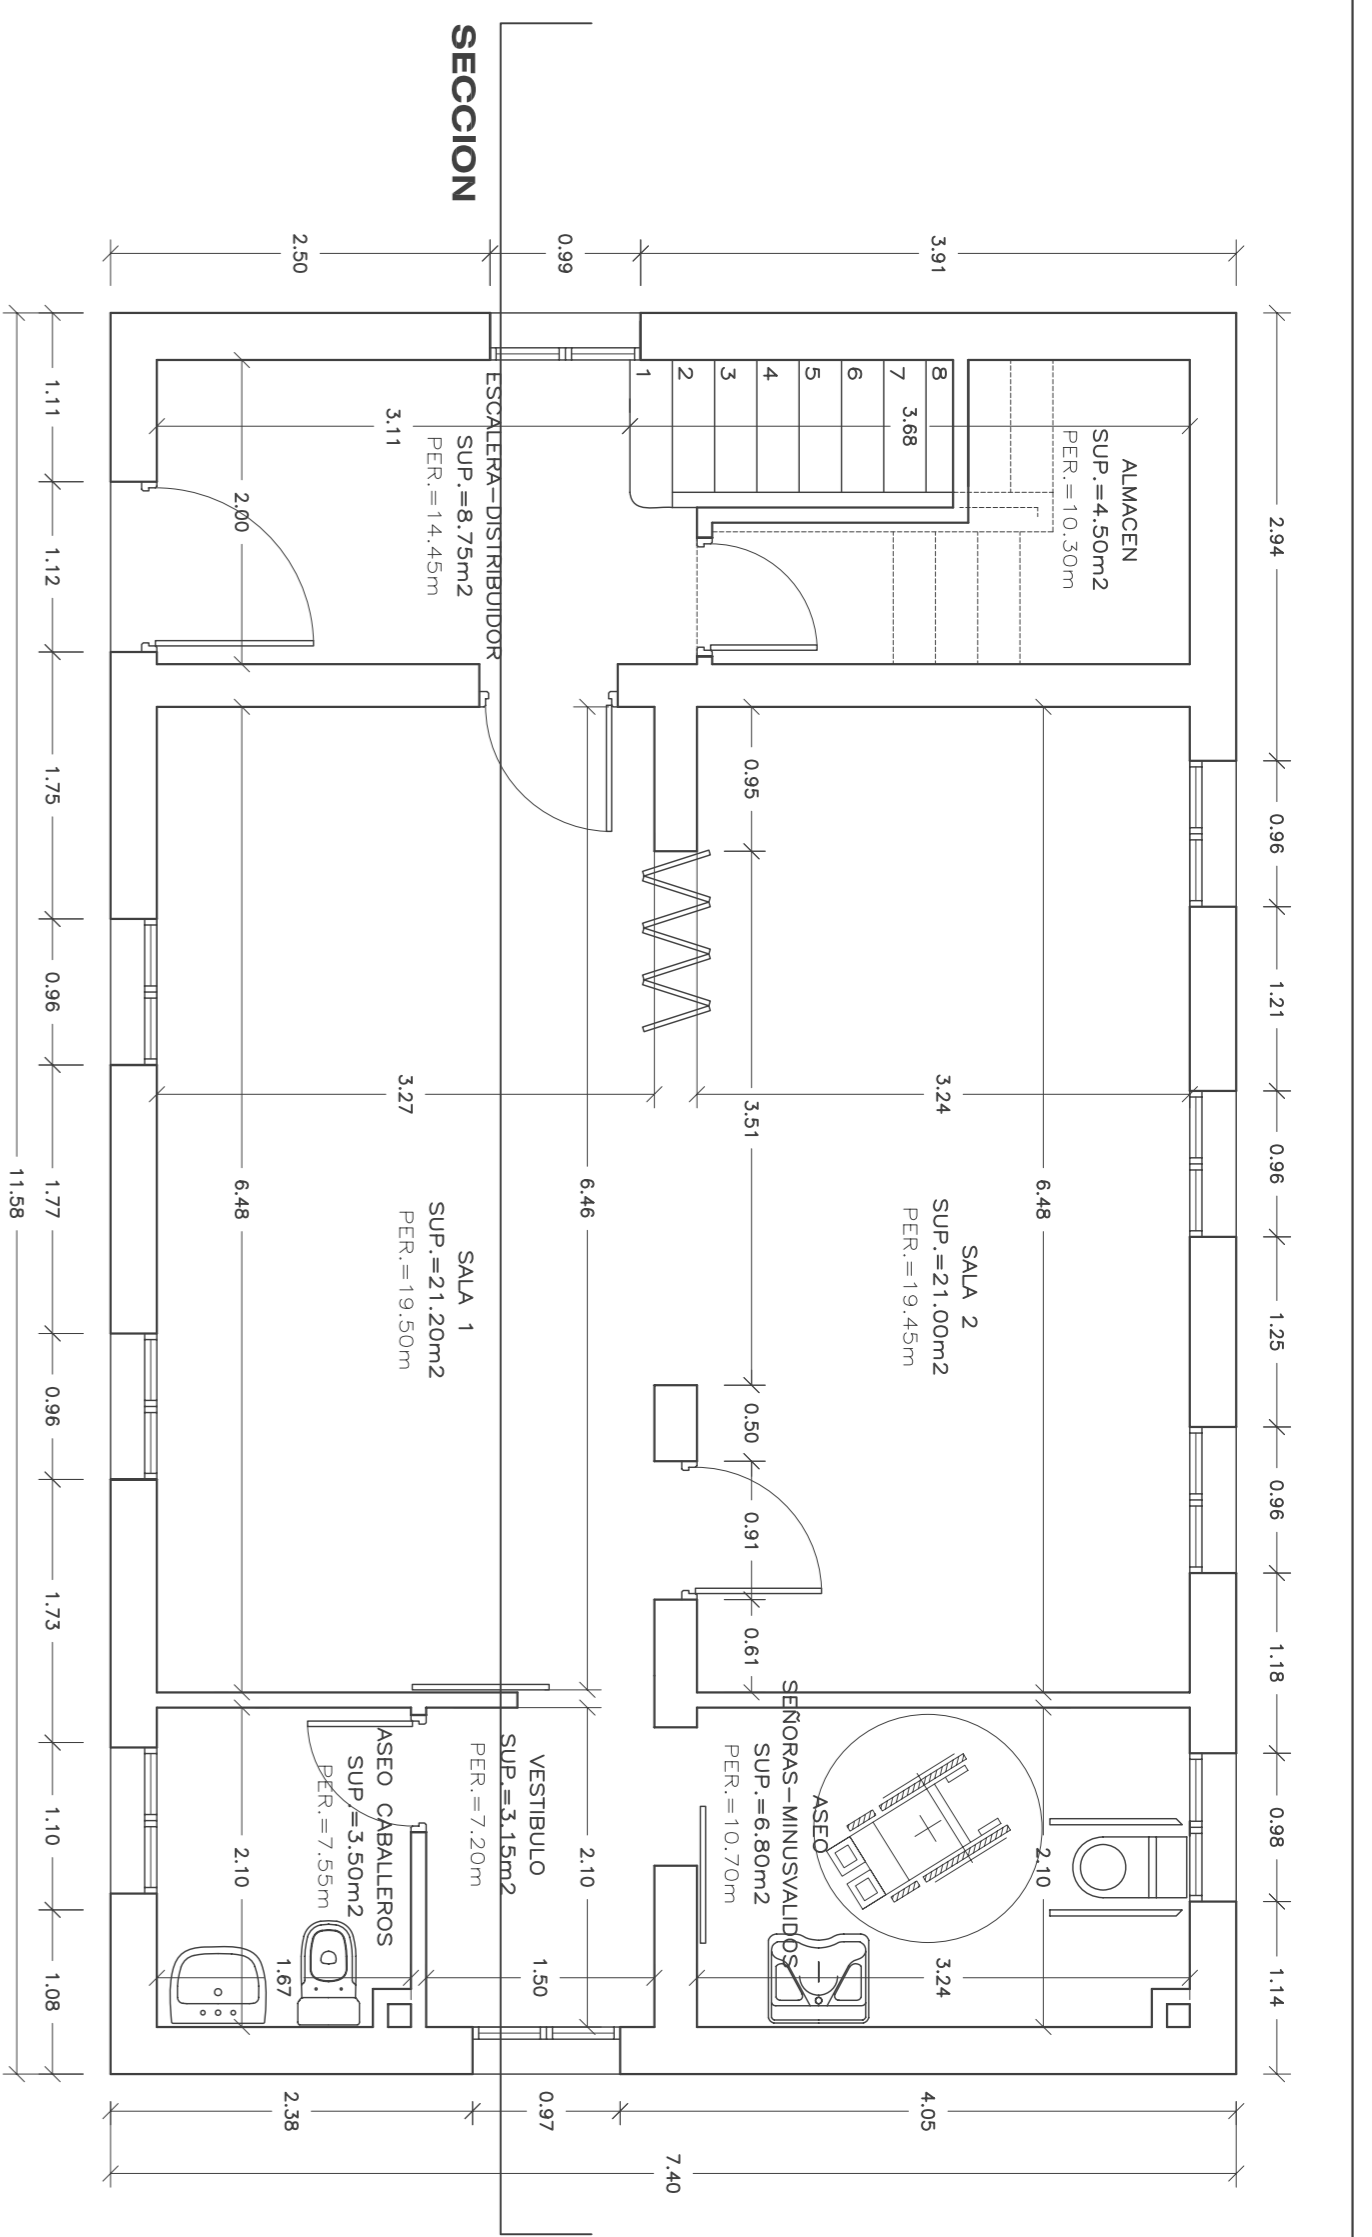 2.94 0.96 1.21 0.96 1.25 0.96 1.18 0.98 1.14
3.91
0.99
2.50
ALMACEN
SUP.=4.50m2
PER.=10.30m
3.68
8
7
6
5
4
3
2
1
ESCALERA-DISTRIBUIDOR
SUP.=8.75m2
PER.=14.45m
3.11
2.00
6.48
3.24
SALA 2
SUP.=21.00m2
PER.=19.45m
0.95 3.51 0.50 0.91 0.61
6.46
SALA 1
SUP.=21.20m2
PER.=19.50m
3.27
6.48
2.10
3.24
ASEO
SEÑORAS-MINUSVALIDOS
SUP.=6.80m2
PER.=10.70m
2.10
VESTIBULO
SUP.=3.15m2
PER.=7.20m
1.50
ASEO CABALLEROS
SUP.=3.50m2
PER.=7.55m
1.67
2.10
4.05
0.97
2.38
7.40
SECCION
1.11 1.12 1.75 0.96 1.77 0.96 1.73 1.10 1.08
11.58